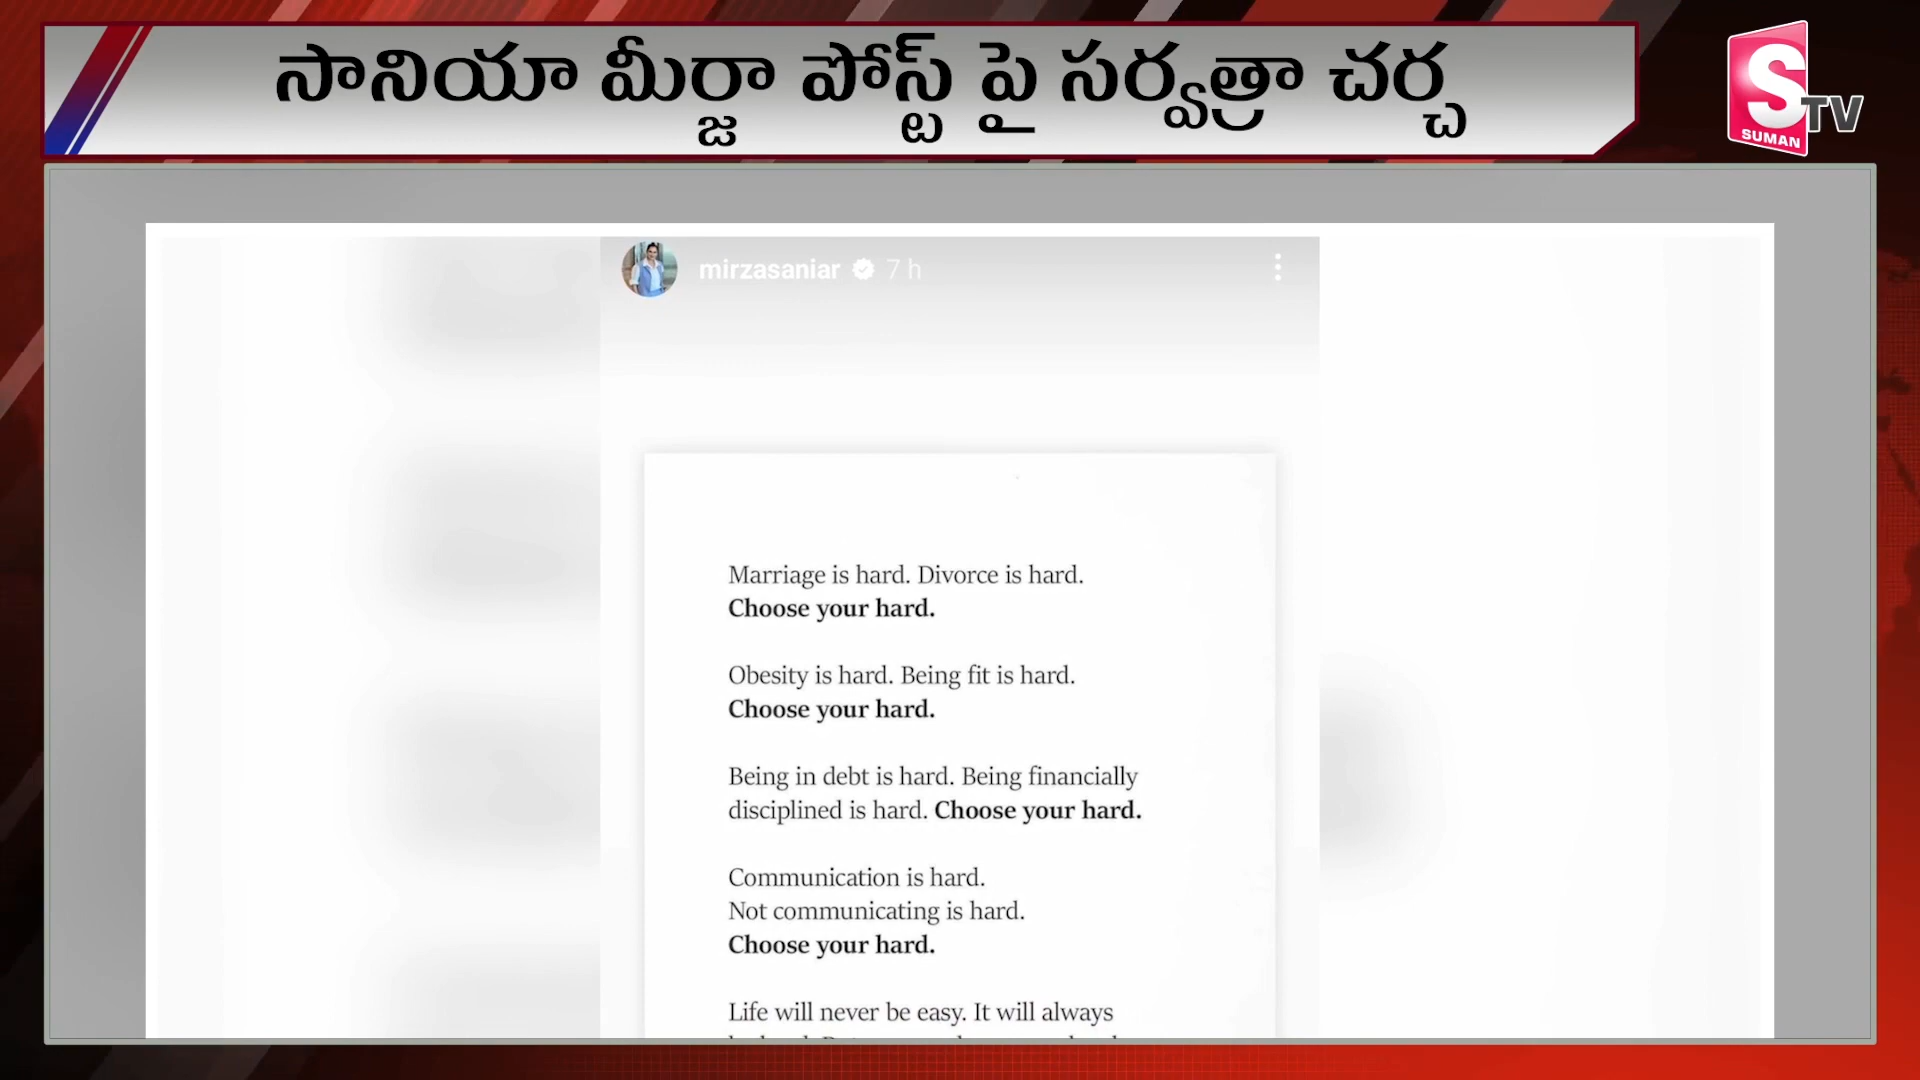 సానియా మీర్జా పోస్ట్ పై సర్వత్రా చర్చ
S TV
SUMAN
mirzasaniar 7 h
Marriage is hard. Divorce is hard.
Choose your hard.
Obesity is hard. Being fit is hard.
Choose your hard.
Being in debt is hard. Being financially
disciplined is hard. Choose your hard.
Communication is hard.
Not communicating is hard.
Choose your hard.
Life will never be easy. It will always